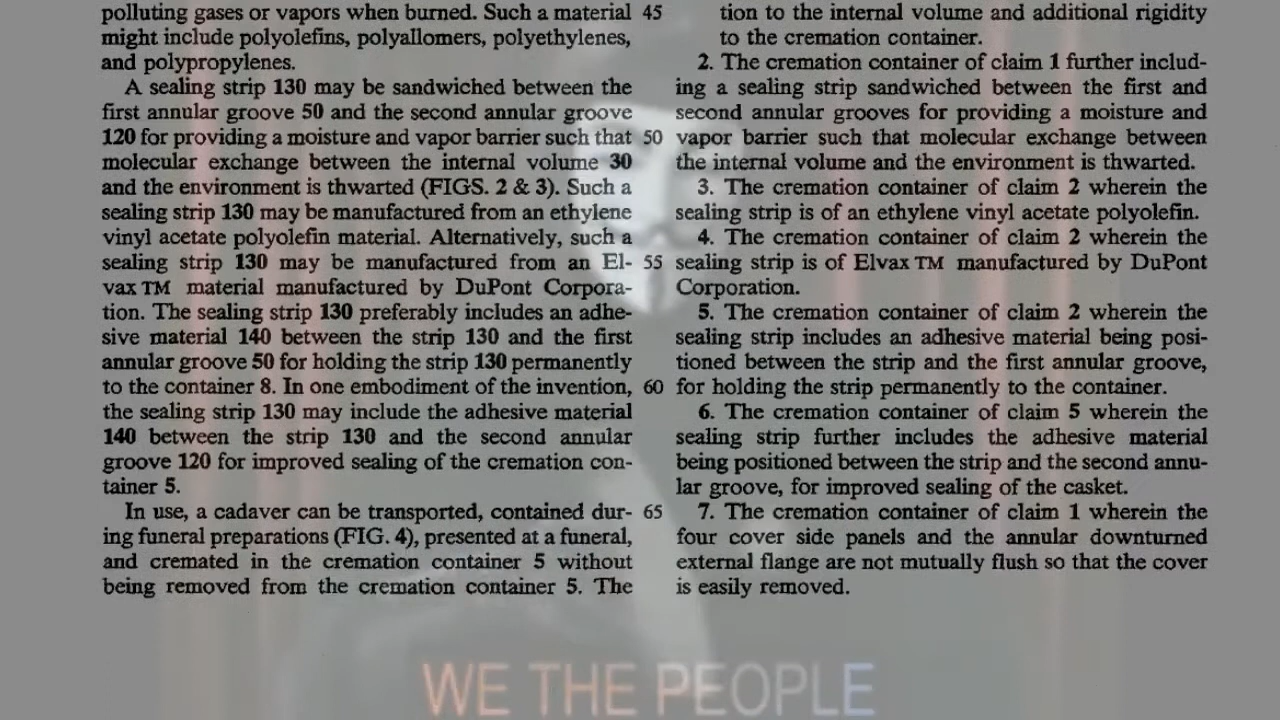 polluting gases or vapors when burned. Such a material
might include polyolefins, polyallomers, polyethylenes,
and polypropylenes.
A sealing strip 130 may be sandwiched between the
first annular groove 50 and the second annular groove
120 for providing a moisture and vapor barrier such that
molecular exchange between the internal volume 30
and the environment is thwarted (FIGS. 2 & 3). Such a
sealing strip 130 may be manufactured from an ethylene
vinyl acetate polyolefin material. Alternatively, such a
sealing strip 130 may be manufactured from an El-
vax TM material manufactured by DuPont Corpora-
tion. The sealing strip 130 preferably includes an adhe-
sive material 140 between the strip 130 and the first
annular groove 50 for holding the strip 130 permanently
to the container 8. In one embodiment of the invention,
the sealing strip 130 may include the adhesive material
140 between the strip 130 and the second annular
groove 120 for improved sealing of the cremation con-
tainer 5.
In use, a cadaver can be transported, contained dur-
ing funeral preparations (FIG. 4), presented at a funeral,
and cremated in the cremation container 5 without
being removed from the cremation container 5. The
45
50
55
60
65
tion to the internal volume and additional rigidity
to the cremation container.
2. The cremation container of claim 1 further includ-
ing a sealing strip sandwiched between the first and
second annular grooves for providing a moisture and
vapor barrier such that molecular exchange between
the internal volume and the environment is thwarted.
3. The cremation container of claim 2 wherein the
sealing strip is of an ethylene vinyl acetate polyolefin.
4. The cremation container of claim 2 wherein the
sealing strip is of Elvax TM manufactured by DuPont
Corporation.
5. The cremation container of claim 2 wherein the
sealing strip includes an adhesive material being posi-
tioned between the strip and the first annular groove,
for holding the strip permanently to the container.
6. The cremation container of claim 5 wherein the
sealing strip further includes the adhesive material
being positioned between the strip and the second annu-
lar groove, for improved sealing of the casket.
7. The cremation container of claim 1 wherein the
four cover side panels and the annular downturned
external flange are not mutually flush so that the cover
is easily removed.
WE THE PEOPLE